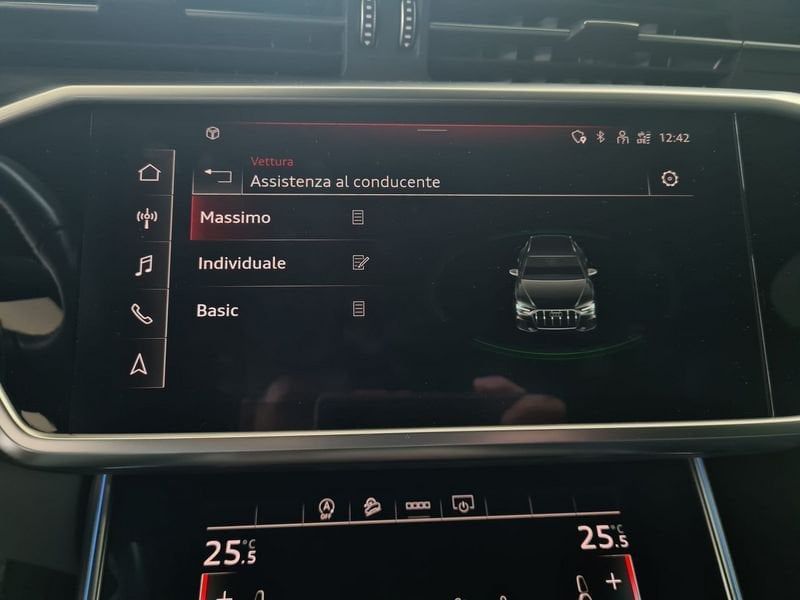 12:42
Vettura
Assistenza al conducente
Massimo
Individuale
Basic
A
OFF
25.5 °C
25.5 °C